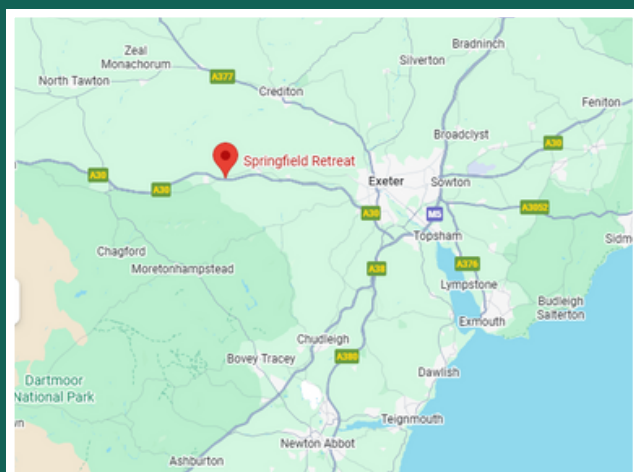 Bradninch
Zeal
Monachorum
Silverton
North Tawton
A377
Crediton
Feniton
Broadclyst
A30
Springfield Retreat
A30
A30
Exeter
Sowton
A30
M5
A3052
Topsham
Sidm
Chagford
Moretonhampstead
A38
A376
Lympstone
Budleigh
Salterton
Exmouth
Chudleigh
Bovey Tracey
A380
Dawlish
Dartmoor
National Park
Teignmouth
wn
Newton Abbot
Ashburton